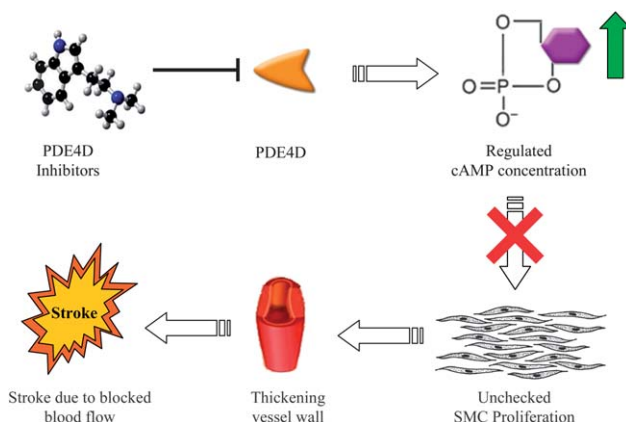 NH
N
PDE4D
Inhibitors
PDE4D
O=P
O
O
O⁻
Regulated
cAMP concentration
Stroke
Stroke due to blocked
blood flow
Thickening
vessel wall
Unchecked
SMC Proliferation